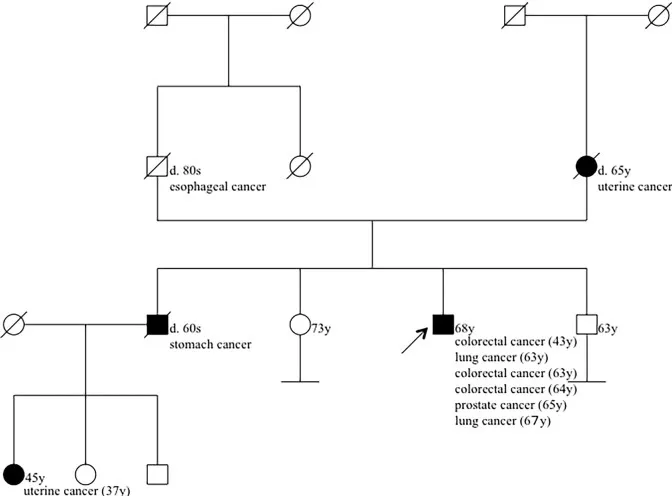 d. 80s
esophageal cancer
d. 65y
uterine cancer
d. 60s
stomach cancer
73y
68y
colorectal cancer (43y)
lung cancer (63y)
colorectal cancer (63y)
colorectal cancer (64y)
prostate cancer (65y)
lung cancer (67y)
63y
45y
uterine cancer (37y)